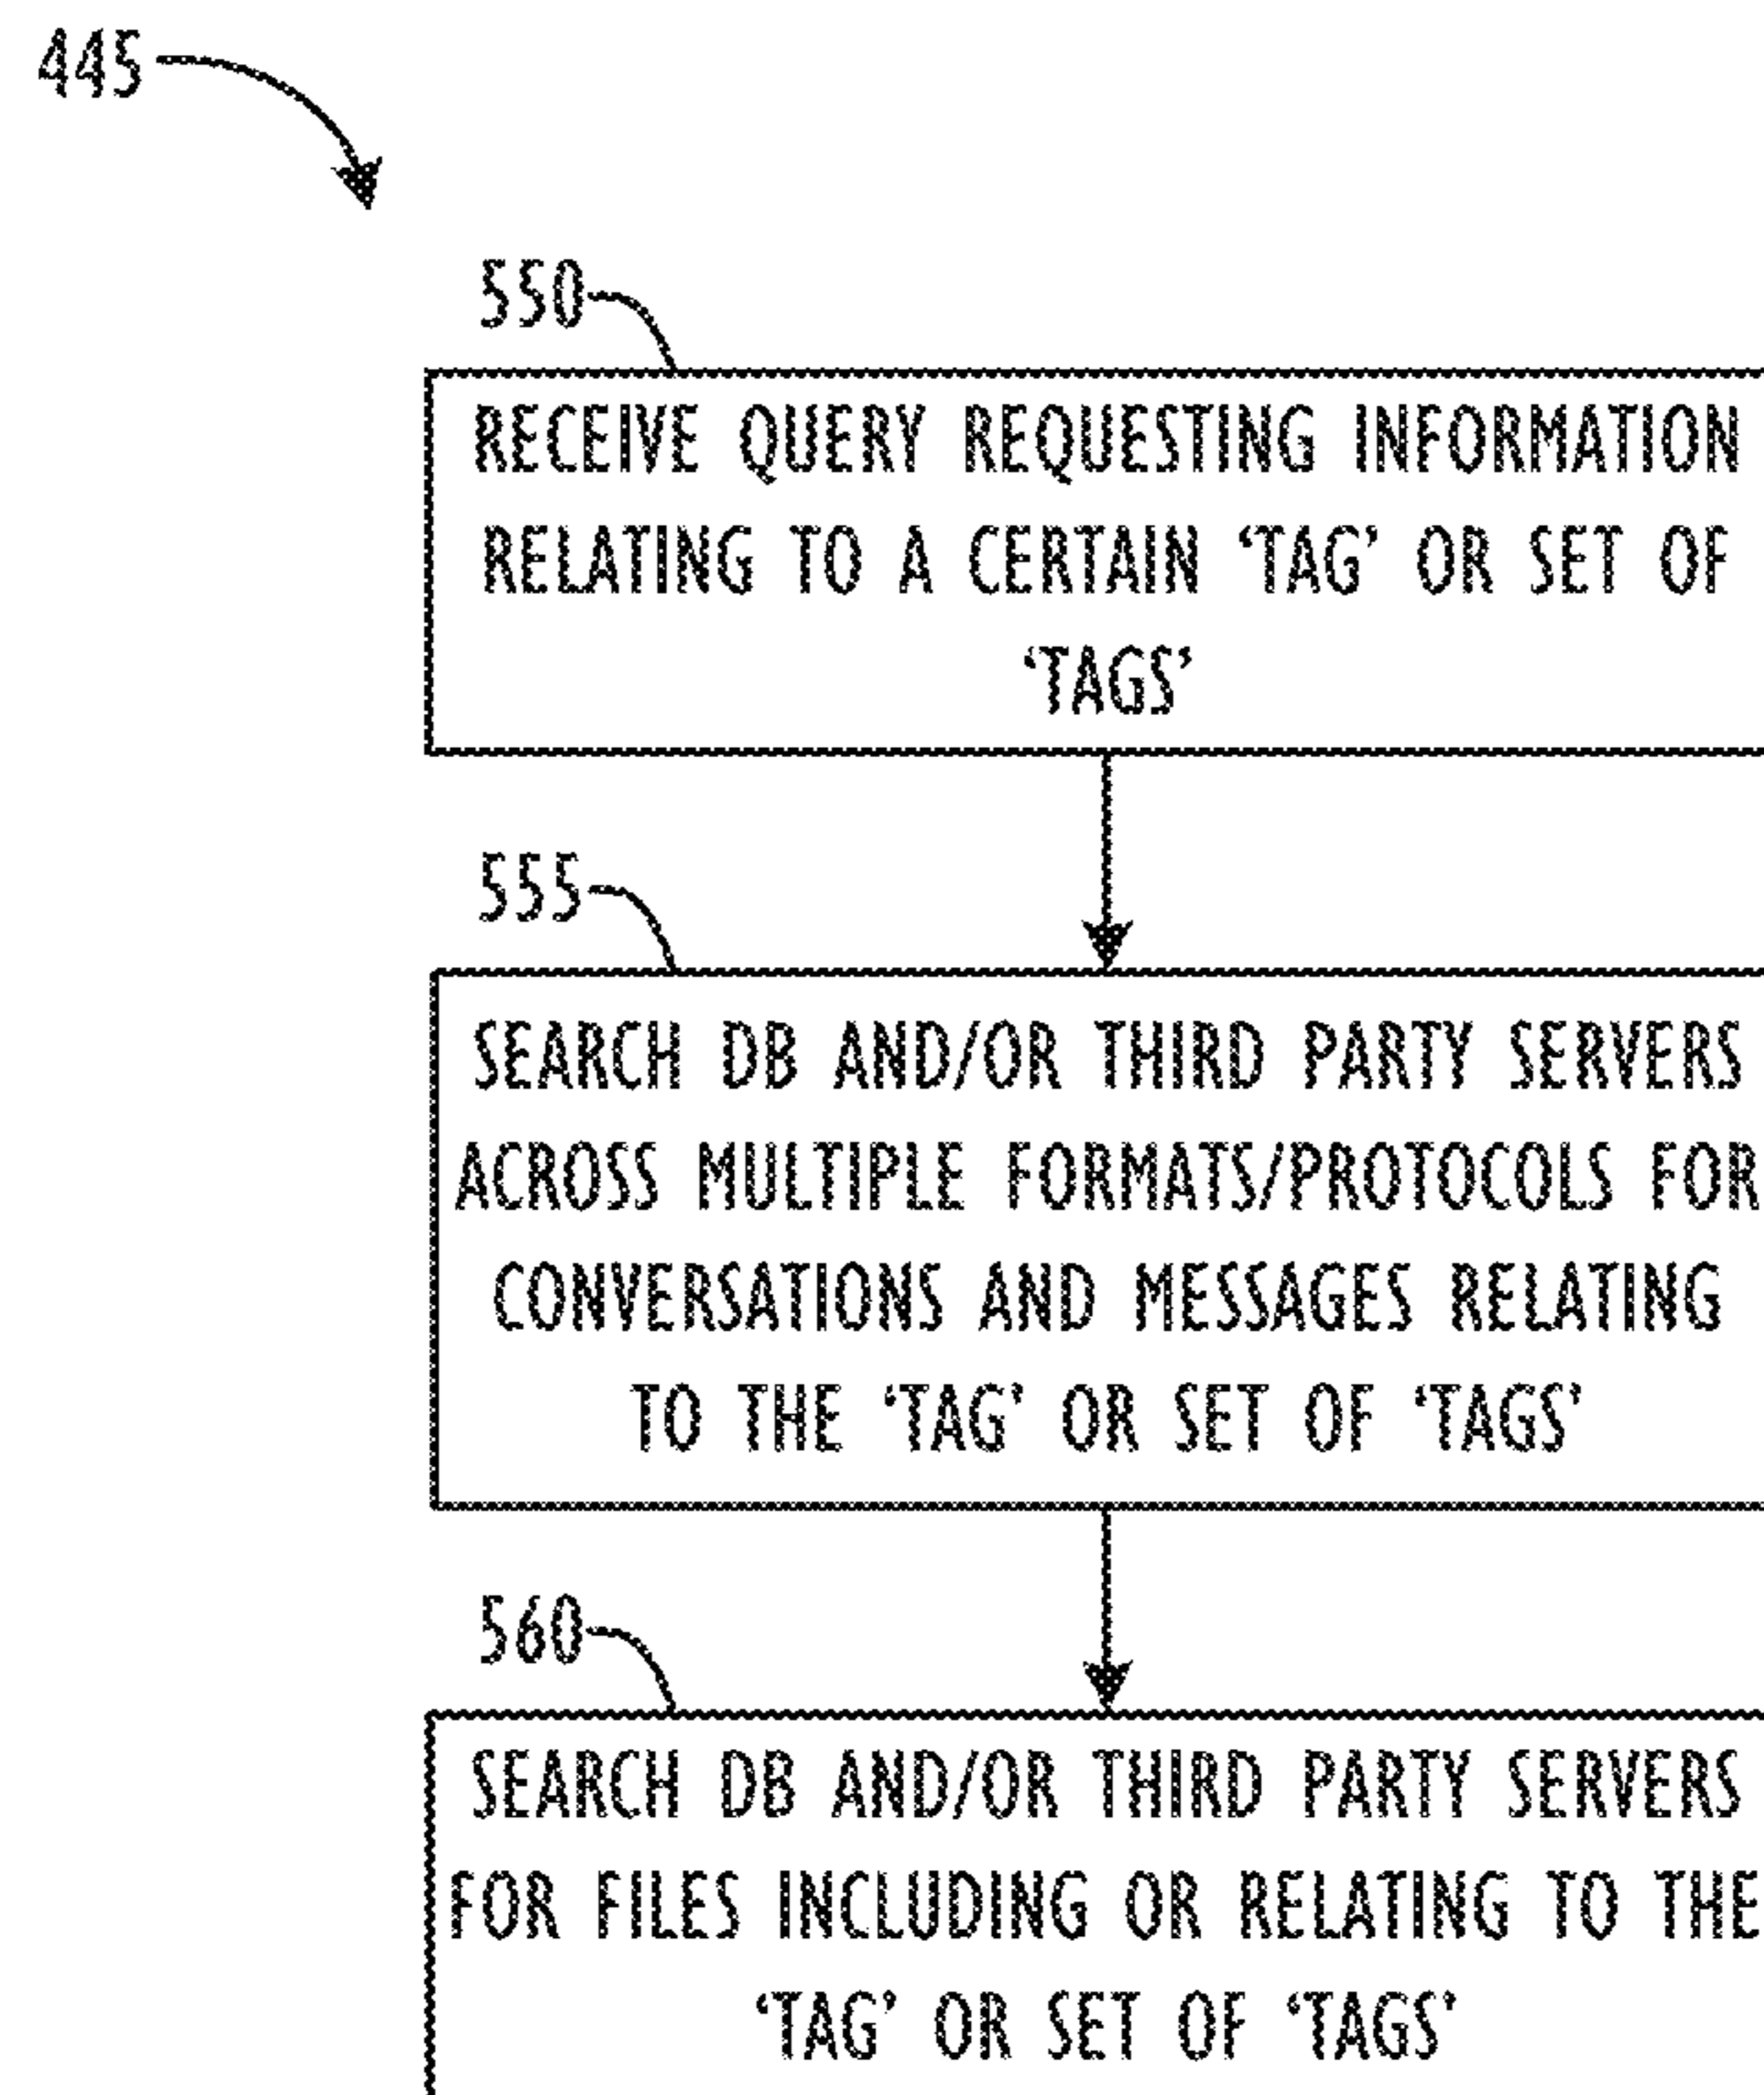 445
550
RECEIVE QUERY REQUESTING INFORMATION
RELATING TO A CERTAIN ‘TAG’ OR SET OF
‘TAGS’
555
SEARCH DB AND/OR THIRD PARTY SERVERS
ACROSS MULTIPLE FORMATS/PROTOCOLS FOR
CONVERSATIONS AND MESSAGES RELATING
TO THE ‘TAG’ OR SET OF ‘TAGS’
560
SEARCH DB AND/OR THIRD PARTY SERVERS
FOR FILES INCLUDING OR RELATING TO THE
‘TAG’ OR SET OF ‘TAGS’